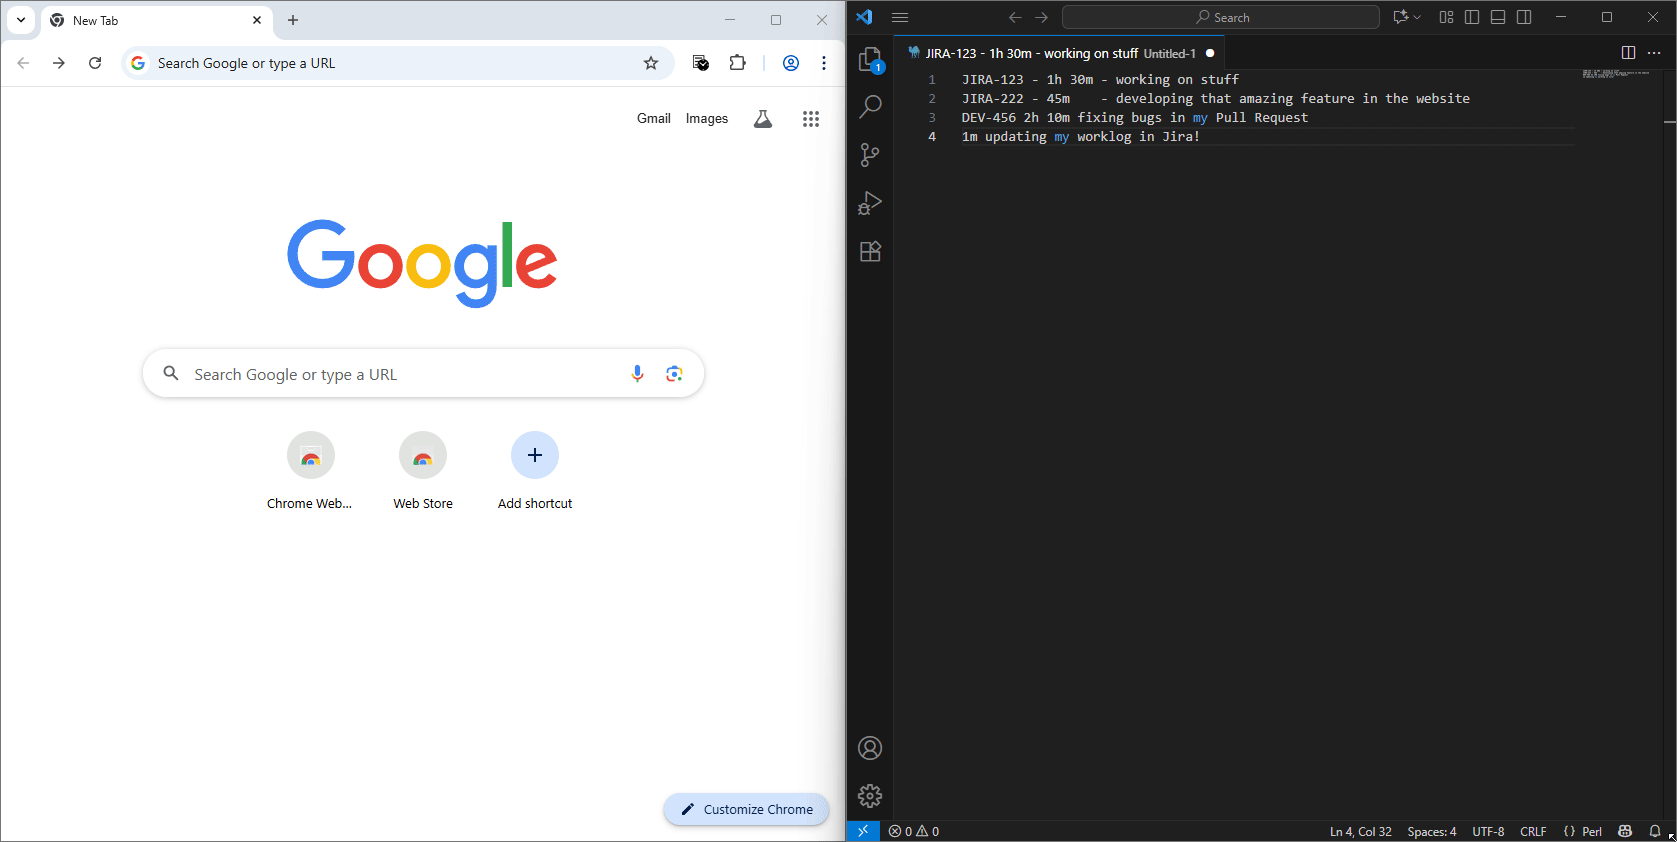 New Tab
Search Google or type a URL
Gmail Images
Google
Search Google or type a URL
Chrome Web... Web Store Add shortcut
Customize Chrome
Search
JIRA-123 - 1h 30m - working on stuff Untitled-1
1
1 JIRA-123 - 1h 30m - working on stuff
2 JIRA-222 - 45m    - developing that amazing feature in the website
3 DEV-456 2h 10m fixing bugs in my Pull Request
4 1m updating my worklog in Jira!
0 0 Ln 4, Col 32 Spaces: 4 UTF-8 CRLF {} Perl